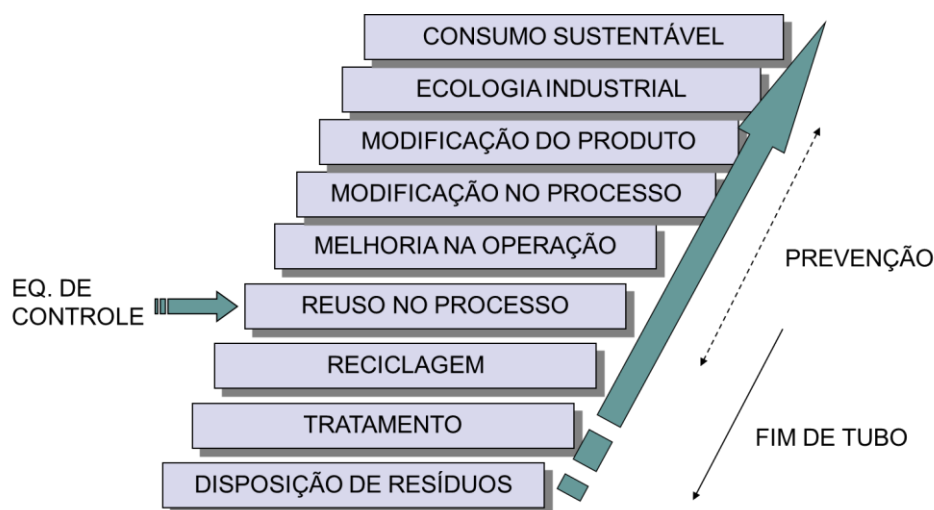 CONSUMO SUSTENTÁVEL
ECOLOGIA INDUSTRIAL
MODIFICAÇÃO DO PRODUTO
MODIFICAÇÃO NO PROCESSO
MELHORIA NA OPERAÇÃO
PREVENÇÃO
EQ. DE
CONTROLE
REUSO NO PROCESSO
RECICLAGEM
TRATAMENTO
FIM DE TUBO
DISPOSIÇÃO DE RESÍDUOS